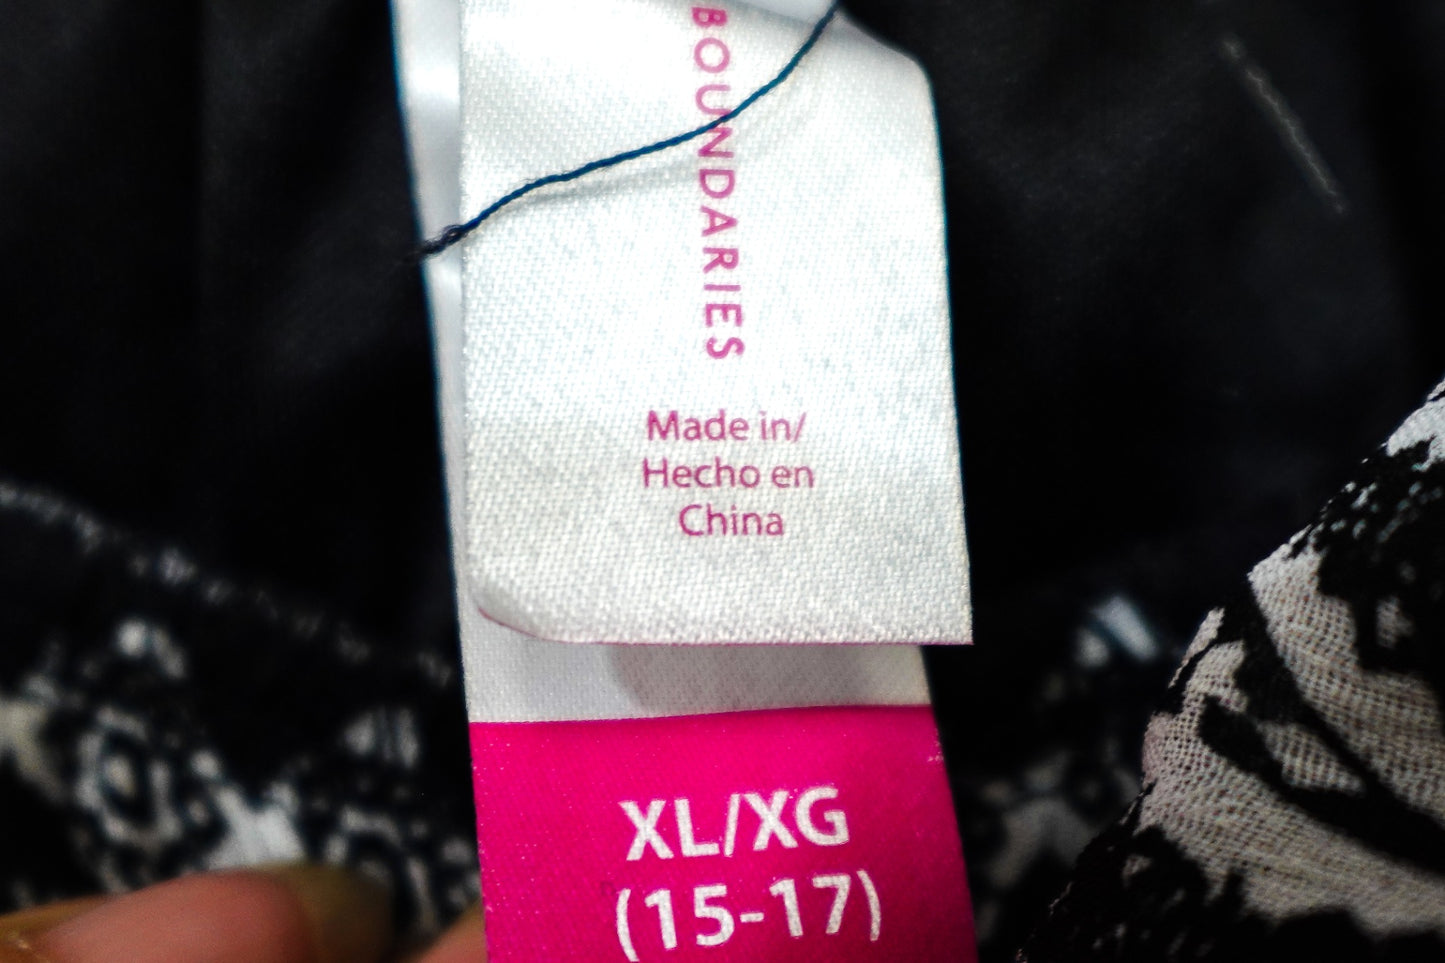 BOUNDARIES
Made in/
Hecho en
China
XL/XG
(15-17)